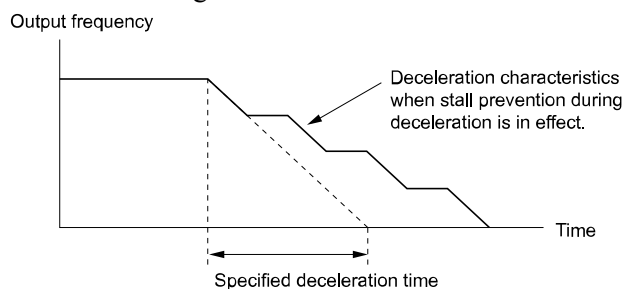 Output frequency
Deceleration characteristics
when stall prevention during
deceleration is in effect.
Time
Specified deceleration time